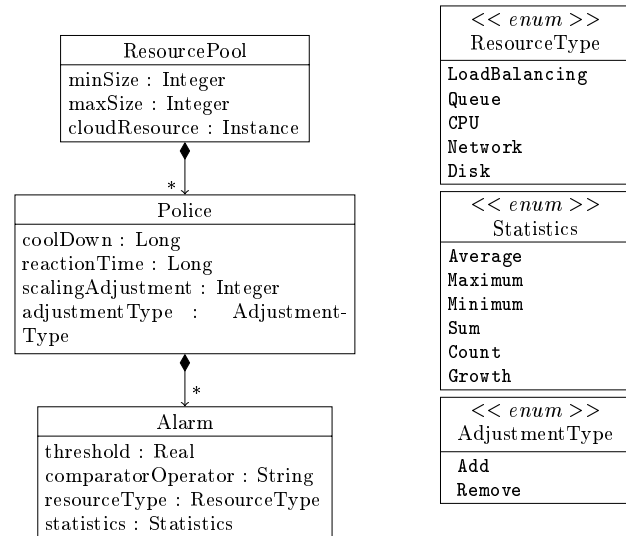 ResourcePool
minSize : Integer
maxSize : Integer
cloudResource : Instance
*
Police
coolDown : Long
reactionTime : Long
scalingAdjustment : Integer
adjustmentType : Adjustment-
Type
*
Alarm
threshold : Real
comparatorOperator : String
resourceType : ResourceType
statistics : Statistics
<< enum >>
ResourceType
LoadBalancing
Queue
CPU
Network
Disk
<< enum >>
Statistics
Average
Maximum
Minimum
Sum
Count
Growth
<< enum >>
AdjustmentType
Add
Remove